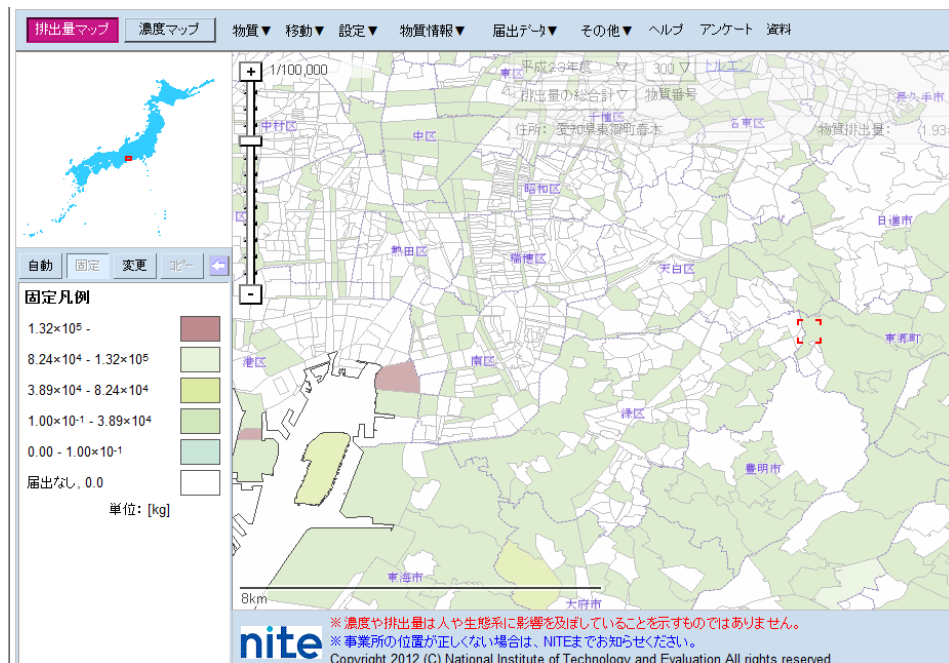 排出量マップ 濃度マップ 物質▼ 移動▼ 設定▼ 物質情報▼ 届出データ▼ その他▼ ヘルプ アンケート 資料
自動 固定 変更 コピー
固定凡例
1.32×10⁵ -
8.24×10⁴ - 1.32×10⁵
3.89×10⁴ - 8.24×10⁴
1.00×10⁻¹ - 3.89×10⁴
0.00 - 1.00×10⁻¹
届出なし, 0.0
単位: [kg]
+ 1/100,000
平成23年度 ▽ 300 ▽ トルエン
排出量の総合計 ▽ 物質番号
住所: 愛知県東郷町春木 物質排出量: 1.93
東区
千種区
名東区
長久手市
中村区
中区
昭和区
日進市
熱田区
瑞穂区
天白区
東郷町
港区
南区
緑区
豊明市
東海市
大府市
-
8km
nite
※濃度や排出量は人や生態系に影響を及ぼしていることを示すものではありません。
※事業所の位置が正しくない場合は、NITEまでお知らせください。
Copyright 2012 (C) National Institute of Technology and Evaluation All rights reserved